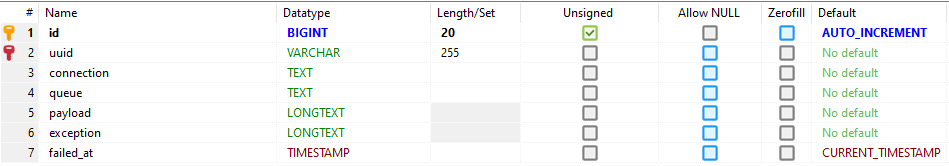 # Name Datatype Length/Set Unsigned Allow NULL Zerofill Default
1 id BIGINT 20 AUTO_INCREMENT
2 uuid VARCHAR 255 No default
3 connection TEXT No default
4 queue TEXT No default
5 payload LONGTEXT No default
6 exception LONGTEXT No default
7 failed_at TIMESTAMP CURRENT_TIMESTAMP